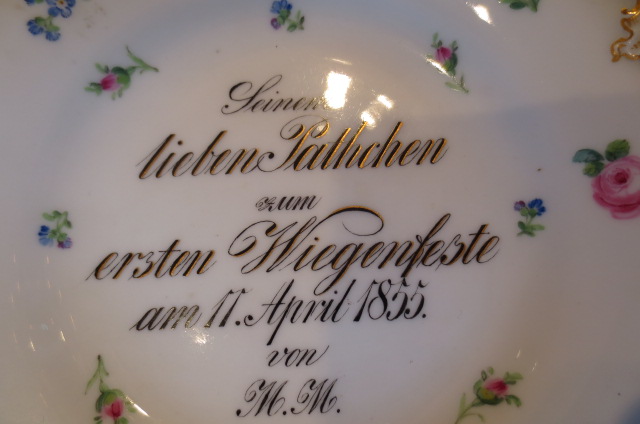 Seinem
lieben Pathchen
zum
ersten Wiegenfeste
am 17. April 1855.
von
M. M.